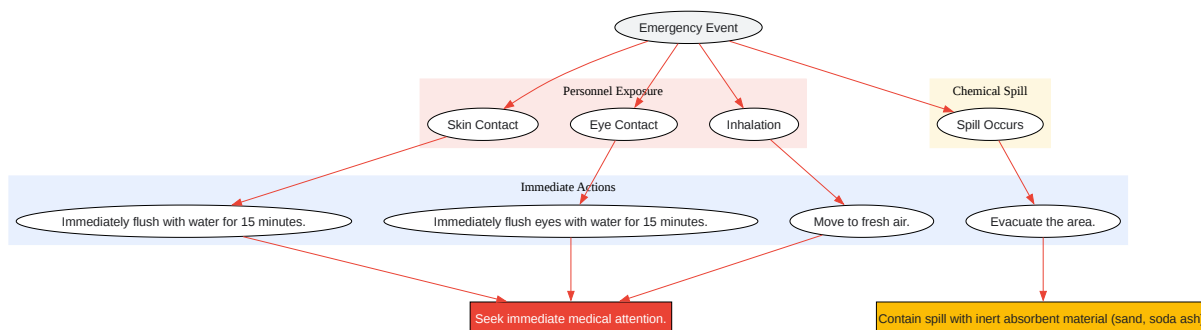 Emergency Event
Personnel Exposure
Chemical Spill
Skin Contact
Eye Contact
Inhalation
Spill Occurs
Immediate Actions
Immediately flush with water for 15 minutes.
Immediately flush eyes with water for 15 minutes.
Move to fresh air.
Evacuate the area.
Seek immediate medical attention.
Contain spill with inert absorbent material (sand, soda ash